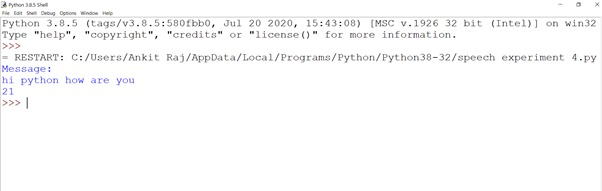 Python 3.8.5 Shell
File Edit Shell Debug Options Window Help
Python 3.8.5 (tags/v3.8.5:580fbb0, Jul 20 2020, 15:43:08) [MSC v.1926 32 bit (Intel)] on win32
Type "help", "copyright", "credits" or "license()" for more information.
>>>
= RESTART: C:/Users/Ankit Raj/AppData/Local/Programs/Python/Python38-32/speech experiment 4.py
Message:
hi python how are you
21
>>>